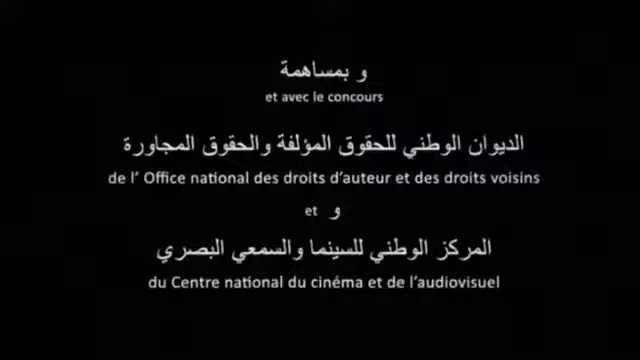 و بمساهمة
et avec le concours
الديوان الوطني للحقوق المؤلفة والحقوق المجاورة
de l’ Office national des droits d’auteur et des droits voisins
et و
المركز الوطني للسينما والسمعي البصري
du Centre national du cinéma et de l’audiovisuel